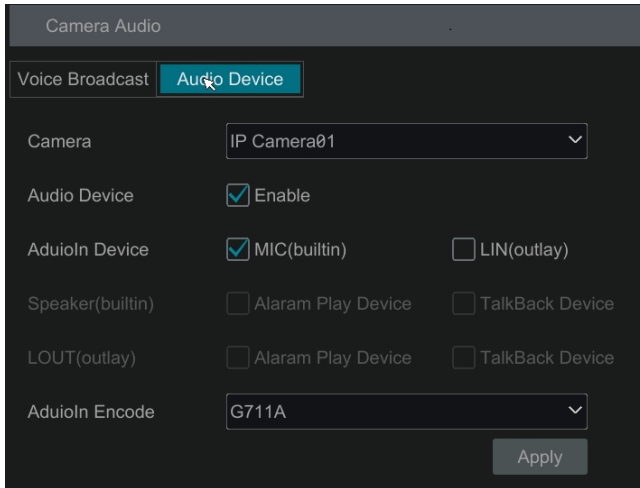 Camera Audio
Voice Broadcast Audio Device
Camera IP Camera01
Audio Device Enable
AduioIn Device MIC(builtin) LIN(outlay)
Speaker(builtin) Alaram Play Device TalkBack Device
LOUT(outlay) Alaram Play Device TalkBack Device
AduioIn Encode G711A
Apply